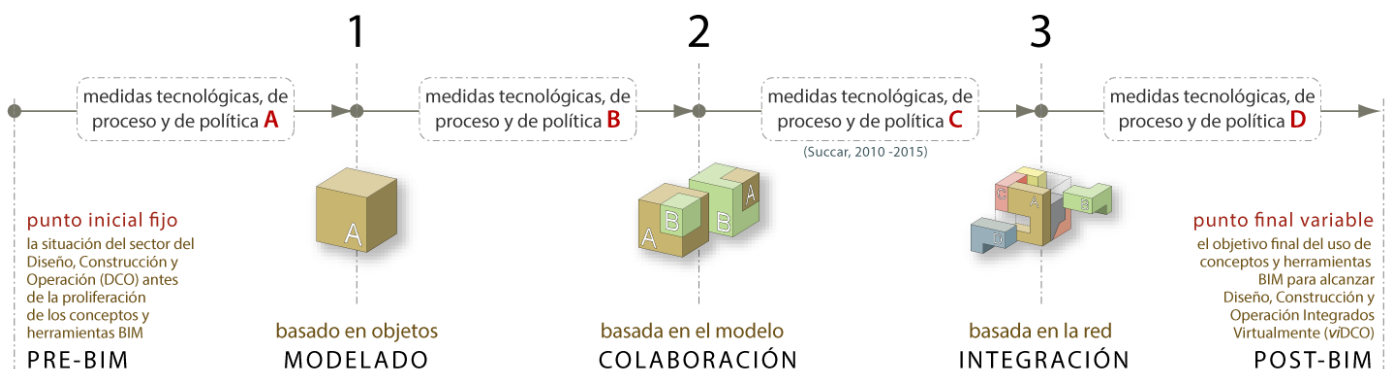 1
2
3
medidas tecnológicas, de
proceso y de política A
medidas tecnológicas, de
proceso y de política B
medidas tecnológicas, de
proceso y de política C
medidas tecnológicas, de
proceso y de política D
(Succar, 2010 -2015)
A
A
B
B
A
C
A
B
D
punto inicial fijo
la situación del sector del
Diseño, Construcción y
Operación (DCO) antes
de la proliferación
de los conceptos y
herramientas BIM
PRE-BIM
basado en objetos
MODELADO
basada en el modelo
COLABORACIÓN
basada en la red
INTEGRACIÓN
punto final variable
el objetivo final del uso de
conceptos y herramientas
BIM para alcanzar
Diseño, Construcción y
Operación Integrados
Virtualmente (viDCO)
POST-BIM